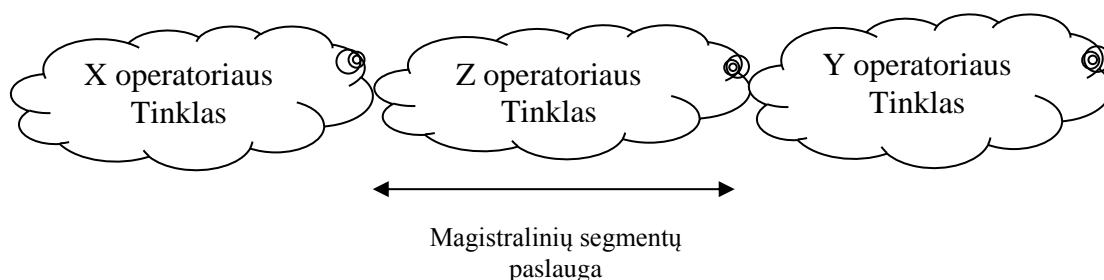 X operatoriaus
Tinklas
Z operatoriaus
Tinklas
Y operatoriaus
Tinklas
Magistralinių segmentų
paslauga